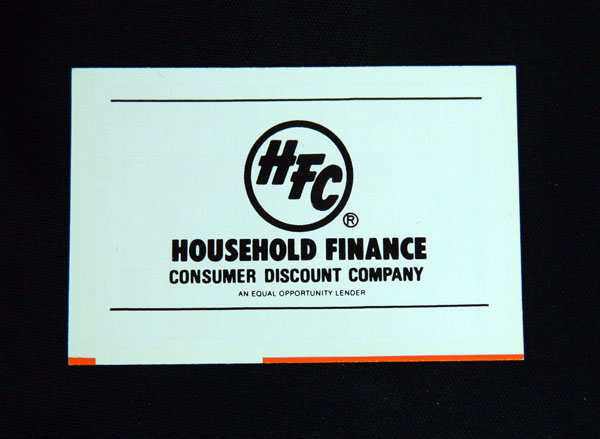 HFC
®
HOUSEHOLD FINANCE
CONSUMER DISCOUNT COMPANY
AN EQUAL OPPORTUNITY LENDER